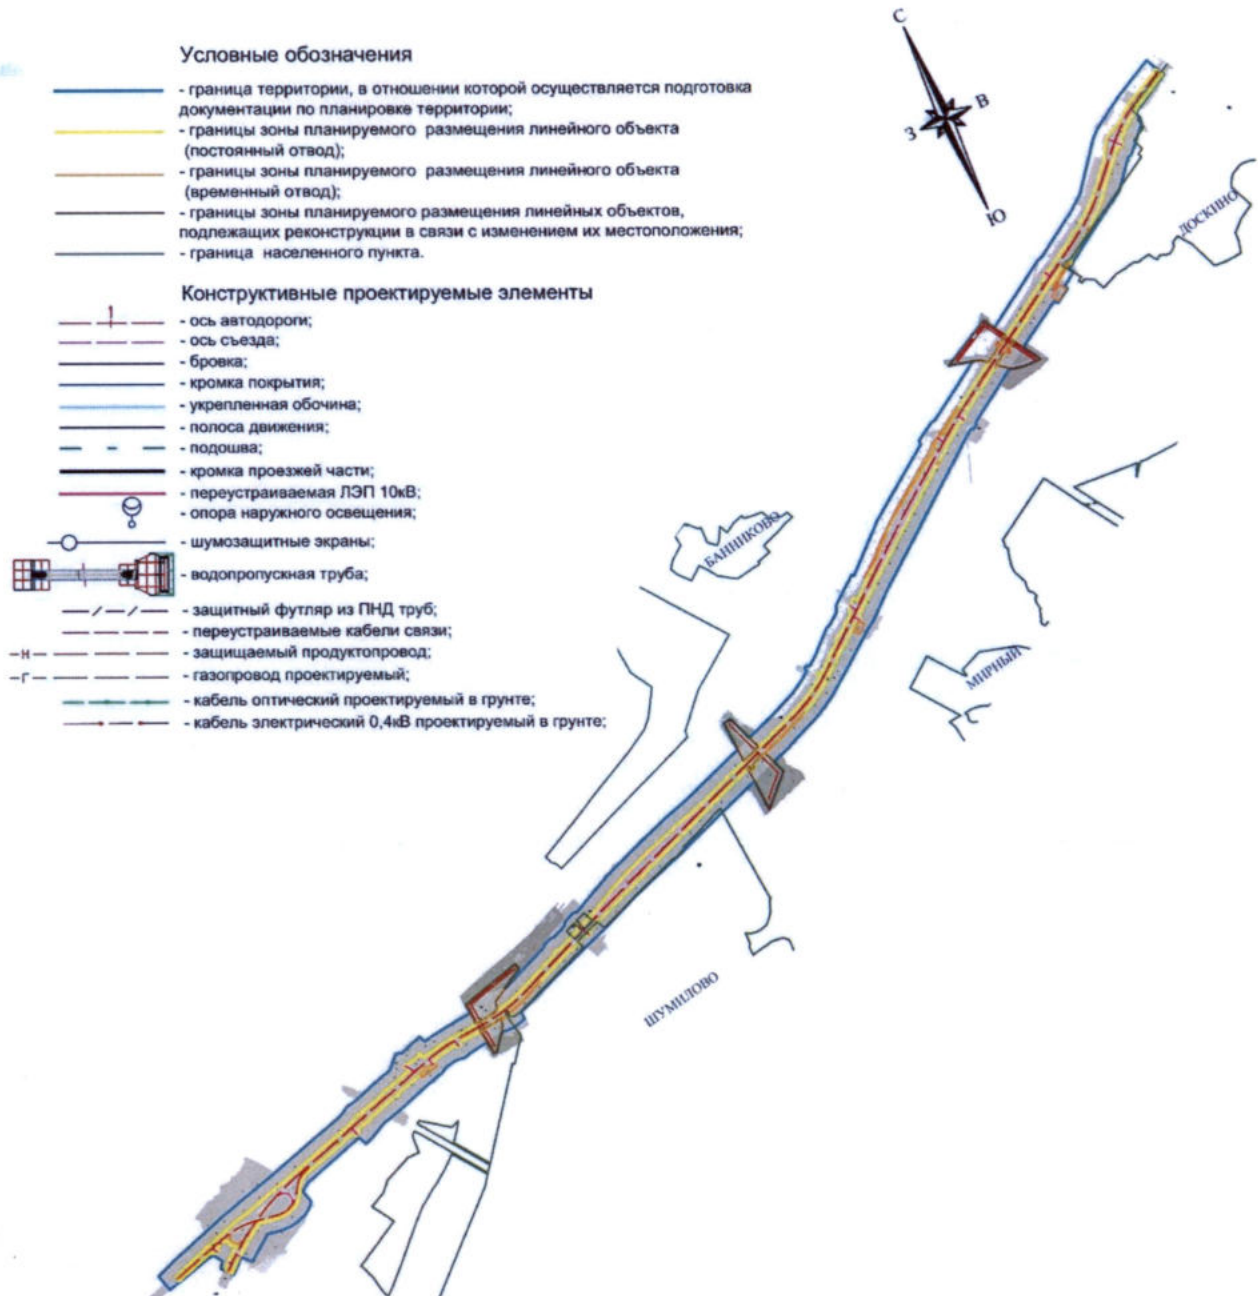 Условные обозначения
- граница территории, в отношении которой осуществляется подготовка
документации по планировке территории;
- границы зоны планируемого размещения линейного объекта
(постоянный отвод);
- границы зоны планируемого размещения линейного объекта
(временный отвод);
- границы зоны планируемого размещения линейных объектов,
подлежащих реконструкции в связи с изменением их местоположения;
- граница населенного пункта.
Конструктивные проектируемые элементы
- ось автодороги;
- ось съезда;
- бровка;
- кромка покрытия;
- укрепленная обочина;
- полоса движения;
- подошва;
- кромка проезжей части;
- переустраиваемая ЛЭП 10кВ;
- опора наружного освещения;
- шумозащитные экраны;
- водопропускная труба;
- защитный футляр из ПНД труб;
- переустраиваемые кабели связи;
Н - защищаемый продуктопровод;
Г - газопровод проектируемый;
- кабель оптический проектируемый в грунте;
- кабель электрический 0,4кВ проектируемый в грунте;
С
В
З
Ю
ДОСКИНО
БАННИКОВО
МИРНЫЙ
ШУМИЛОВО